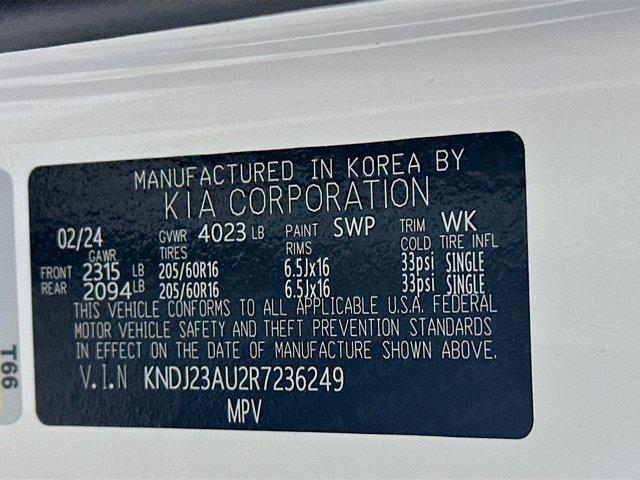 MANUFACTURED IN KOREA BY
KIA CORPORATION
02/24 GVWR 4023 LB PAINT SWP TRIM WK
GAWR TIRES RIMS COLD TIRE INFL
FRONT 2315 LB 205/60R16 6.5Jx16 33psi SINGLE
REAR 2094 LB 205/60R16 6.5Jx16 33psi SINGLE
THIS VEHICLE CONFORMS TO ALL APPLICABLE U.S.A. FEDERAL
MOTOR VEHICLE SAFETY AND THEFT PREVENTION STANDARDS
IN EFFECT ON THE DATE OF MANUFACTURE SHOWN ABOVE.
V.I.N KNDJ23AU2R7236249
MPV
T66